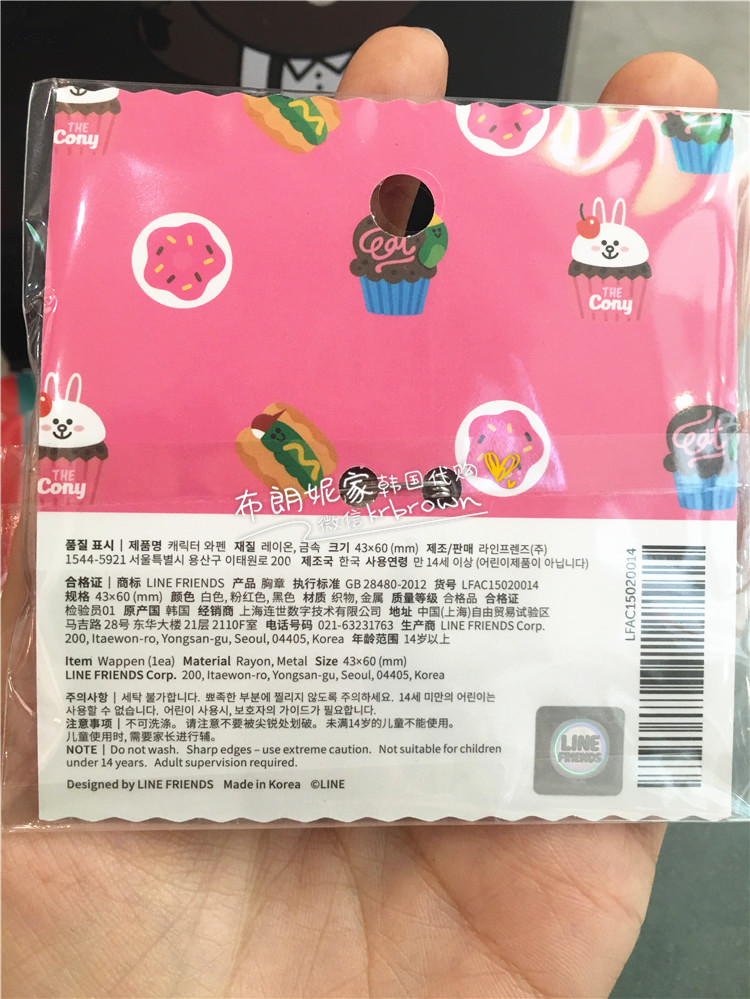 THE
Cony
eat
THE
Cony
THE
Cony
eat
布朗妮家韩国代购
微信krbrown
품질 표시 | 제품명 캐릭터 와펜 재질 레이온, 금속 크기 43×60 (mm) 제조/판매 라인프렌즈(주)
1544-5921 서울특별시 용산구 이태원로 200 제조국 한국 사용연령 만 14세 이상 (어린이제품이 아닙니다)
合格证 | 商标 LINE FRIENDS 产品 胸章 执行标准 GB 28480-2012 货号 LFAC15020014
规格 43×60 (mm) 颜色 白色, 粉红色, 黑色 材质 织物, 金属 质量等级 合格品 合格证
检验员01 原产国 韩国 经销商 上海连世数字技术有限公司 地址 中国(上海)自由贸易试验区
马吉路 28号 东华大楼 21层 2110F室 电话号码 021-63231763 生产商 LINE FRIENDS Corp.
200, Itaewon-ro, Yongsan-gu, Seoul, 04405, Korea 年龄范围 14岁以上
Item Wappen (1ea) Material Rayon, Metal Size 43×60 (mm)
LINE FRIENDS Corp. 200, Itaewon-ro, Yongsan-gu, Seoul, 04405, Korea
주의사항 | 세탁 불가합니다. 뾰족한 부분에 찔리지 않도록 주의하세요. 14세 미만의 어린이는
사용할 수 없습니다. 어린이 사용시, 보호자의 가이드가 필요합니다.
注意事项 | 不可洗涤。 请注意不要被尖锐处划破。 未满14岁的儿童不能使用。
儿童使用时, 需要家长进行辅。
NOTE | Do not wash. Sharp edges – use extreme caution. Not suitable for children
under 14 years. Adult supervision required.
Designed by LINE FRIENDS Made in Korea ©LINE
LINE
FRIENDS
LFAC15020014